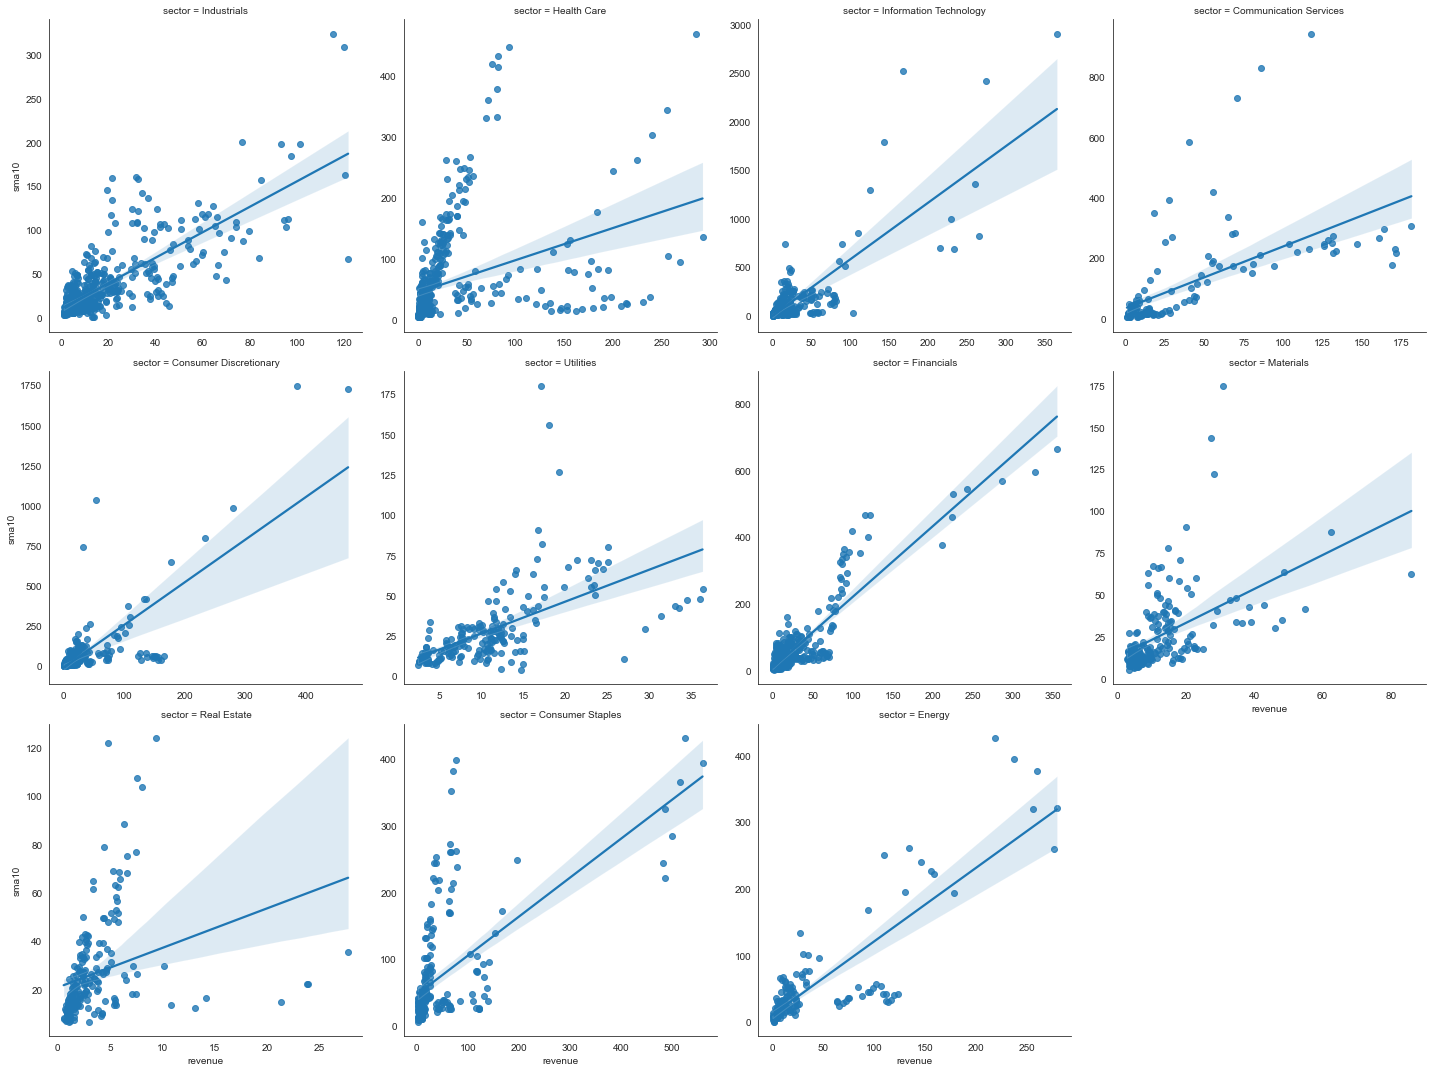 sector = Industrials
sector = Health Care
sector = Information Technology
sector = Communication Services
sma10
300
250
200
150
100
50
0
0 20 40 60 80 100 120
400
300
200
100
0
0 50 100 150 200 250 300
3000
2500
2000
1500
1000
500
0
0 50 100 150 200 250 300 350
800
600
400
200
0
0 25 50 75 100 125 150 175
sector = Consumer Discretionary
sector = Utilities
sector = Financials
sector = Materials
sma10
1750
1500
1250
1000
750
500
250
0
0 100 200 300 400
175
150
125
100
75
50
25
0
5 10 15 20 25 30 35
800
600
400
200
0
0 50 100 150 200 250 300 350
175
150
125
100
75
50
25
0
0 20 40 60 80
revenue
sector = Real Estate
sector = Consumer Staples
sector = Energy
sma10
120
100
80
60
40
20
0 5 10 15 20 25
revenue
400
300
200
100
0
0 100 200 300 400 500
revenue
400
300
200
100
0
0 50 100 150 200 250
revenue